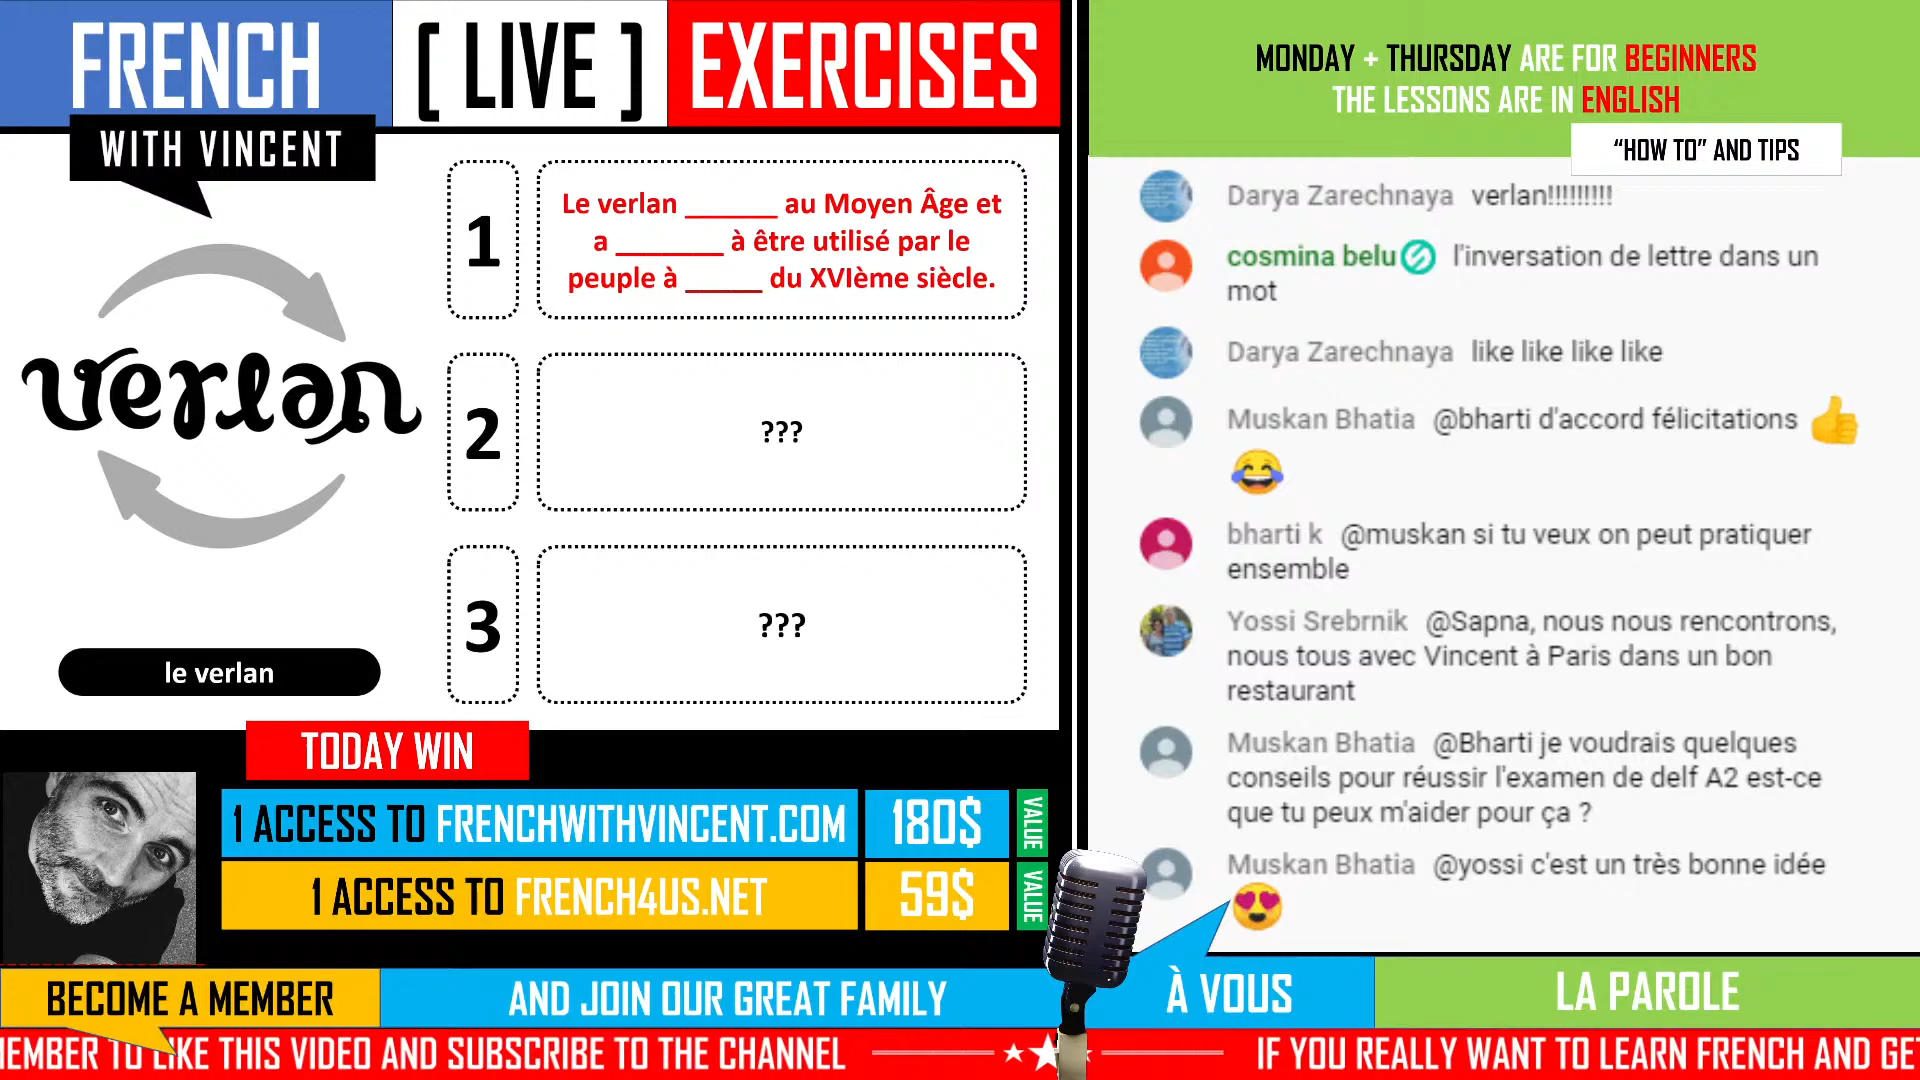 FRENCH [ LIVE ] EXERCISES
WITH VINCENT
1
Le verlan ______ au Moyen Âge et
a _______ à être utilisé par le
peuple à _____ du XVIème siècle.
verlan
2
???
3
???
le verlan
TODAY WIN
1 ACCESS TO FRENCHWITHVINCENT.COM 180$ VALUE
1 ACCESS TO FRENCH4US.NET 59$ VALUE
BECOME A MEMBER AND JOIN OUR GREAT FAMILY
MONDAY + THURSDAY ARE FOR BEGINNERS
THE LESSONS ARE IN ENGLISH
“HOW TO” AND TIPS
Darya Zarechnaya verlan!!!!!!!!!
cosmina belu l'inversation de lettre dans un
mot
Darya Zarechnaya like like like like
Muskan Bhatia @bharti d'accord félicitations 👍
😂
bharti k @muskan si tu veux on peut pratiquer
ensemble
Yossi Srebrnik @Sapna, nous nous rencontrons,
nous tous avec Vincent à Paris dans un bon
restaurant
Muskan Bhatia @Bharti je voudrais quelques
conseils pour réussir l'examen de delf A2 est-ce
que tu peux m'aider pour ça ?
Muskan Bhatia @yossi c'est un très bonne idée
😍
À VOUS LA PAROLE
EMBER TO LIKE THIS VIDEO AND SUBSCRIBE TO THE CHANNEL IF YOU REALLY WANT TO LEARN FRENCH AND GET